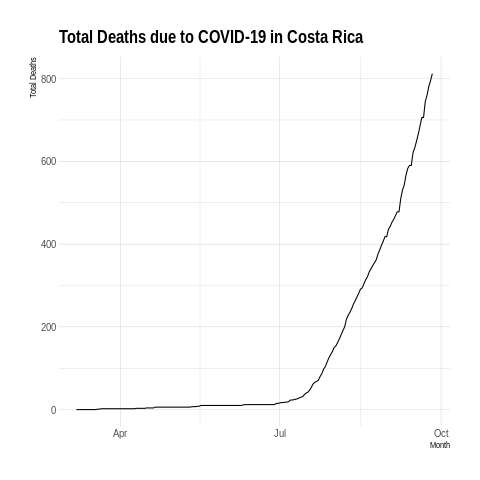 Total Deaths due to COVID-19 in Costa Rica
Total Deaths
800
600
400
200
0
Apr
Jul
Oct
Month